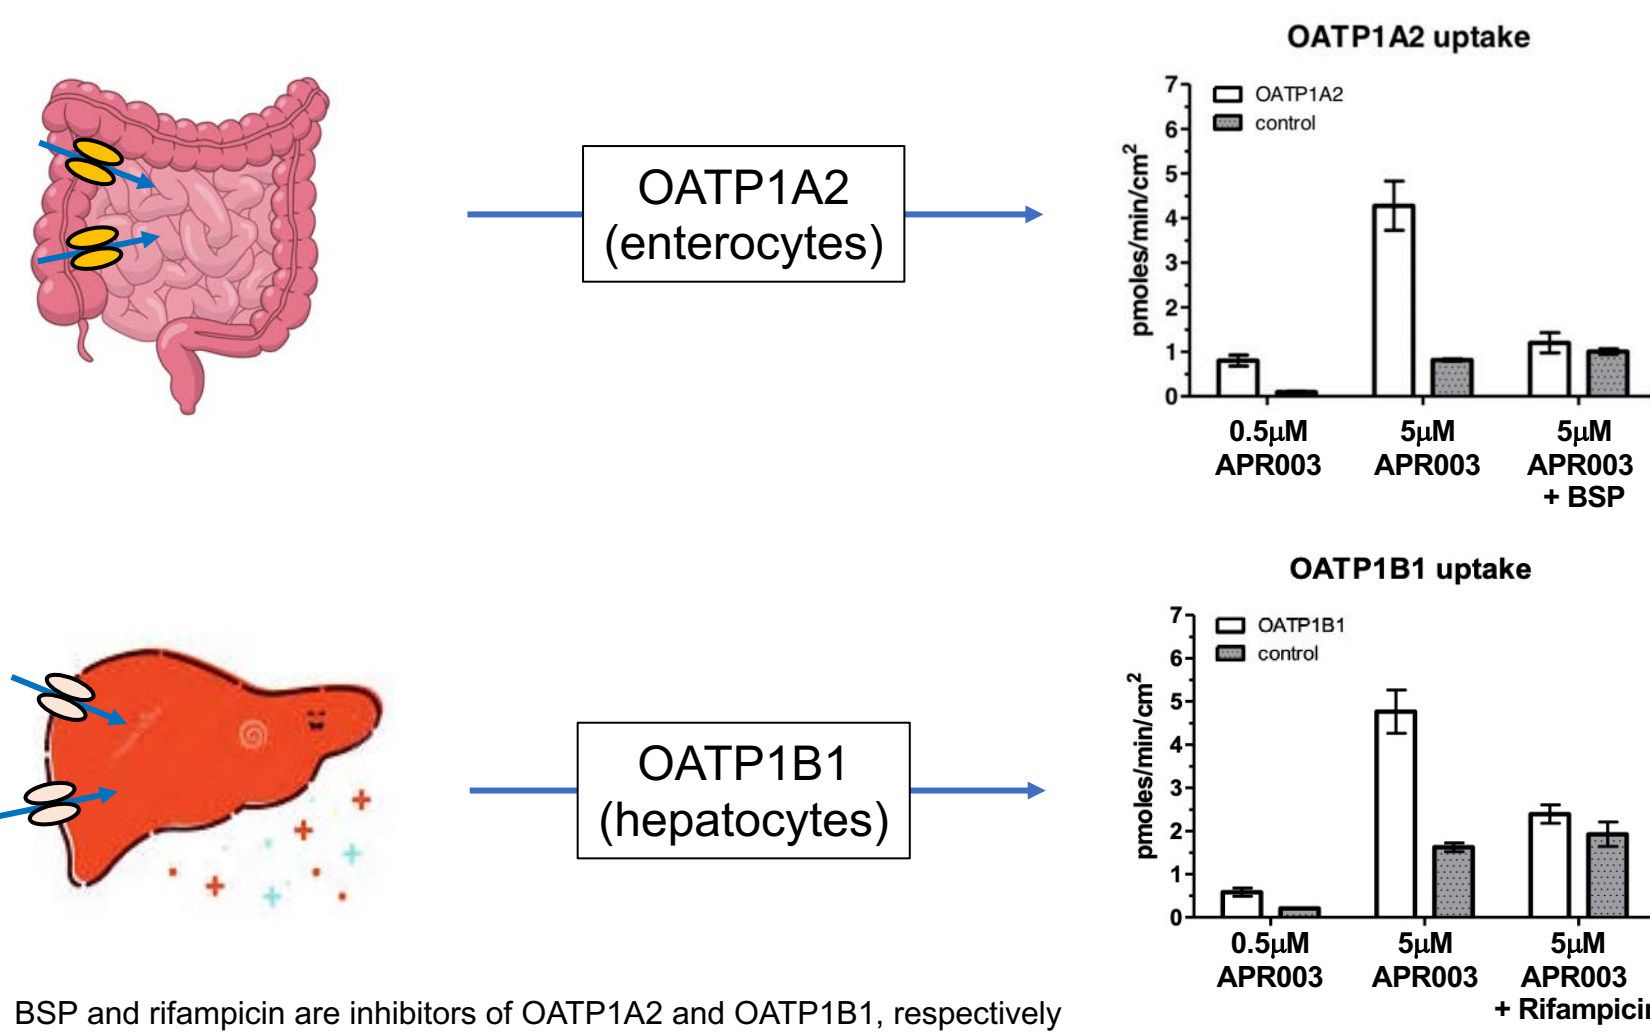 OATP1A2 uptake
OATP1A2
control
7
6
5
4
3
2
1
0
pmoles/min/cm²
0.5μM
APR003
5μM
APR003
5μM
APR003
+ BSP
OATP1A2
(enterocytes)
OATP1B1 uptake
OATP1B1
control
7
6
5
4
3
2
1
0
pmoles/min/cm²
0.5μM
APR003
5μM
APR003
5μM
APR003
+ Rifampicin
OATP1B1
(hepatocytes)
BSP and rifampicin are inhibitors of OATP1A2 and OATP1B1, respectively